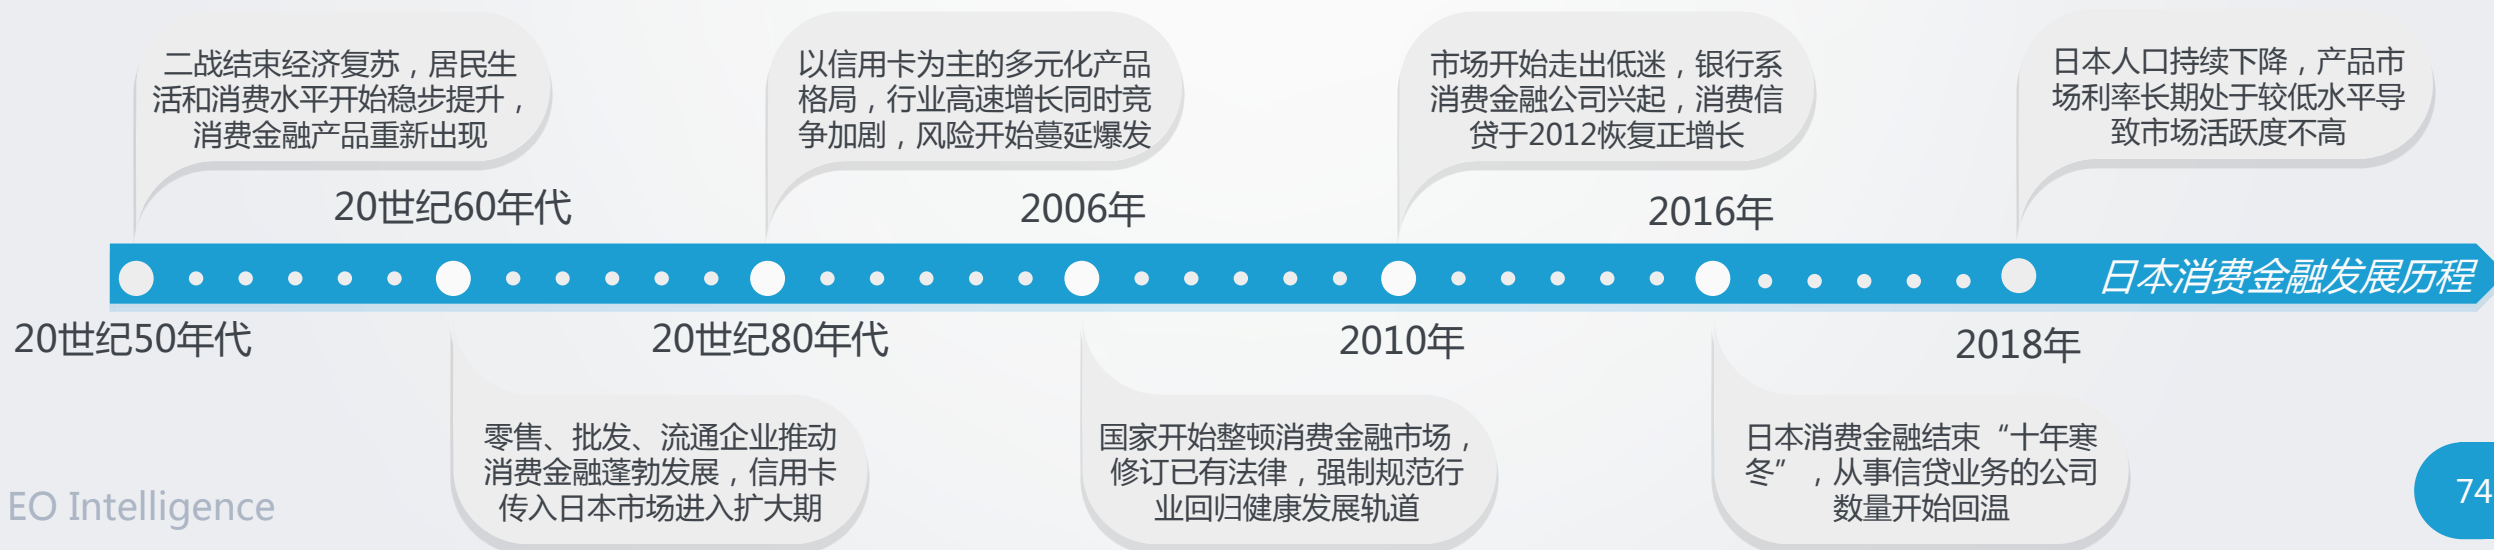 二战结束经济复苏，居民生
活和消费水平开始稳步提升，
消费金融产品重新出现
以信用卡为主的多元化产品
格局，行业高速增长同时竞
争加剧，风险开始蔓延爆发
市场开始走出低迷，银行系
消费金融公司兴起，消费信
贷于2012恢复正增长
日本人口持续下降，产品市
场利率长期处于较低水平导
致市场活跃度不高
20世纪60年代
2006年
2016年
日本消费金融发展历程
20世纪50年代
20世纪80年代
2010年
2018年
零售、批发、流通企业推动
消费金融蓬勃发展，信用卡
传入日本市场进入扩大期
国家开始整顿消费金融市场，
修订已有法律，强制规范行
业回归健康发展轨道
日本消费金融结束“十年寒
冬”，从事信贷业务的公司
数量开始回温
EO Intelligence
74